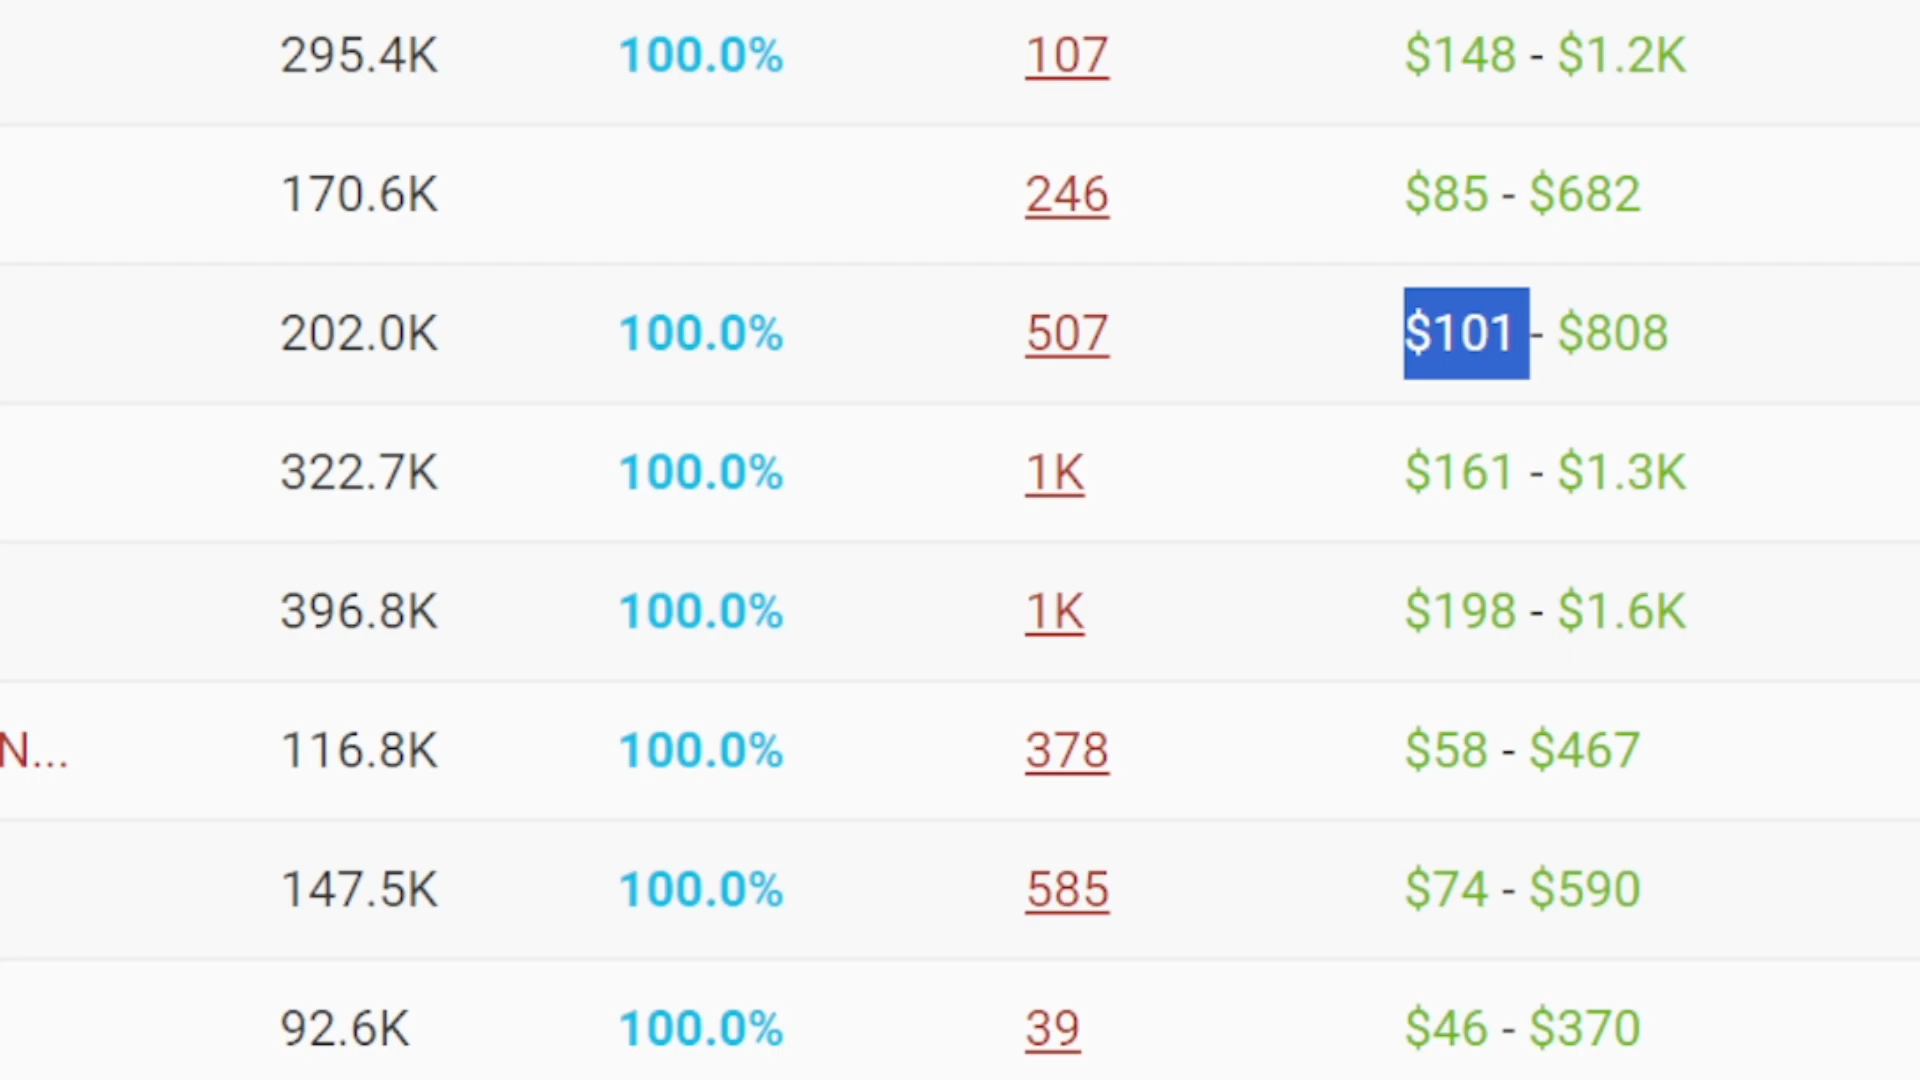 295.4K 100.0% 107 $148 - $1.2K
170.6K 246 $85 - $682
202.0K 100.0% 507 $101 - $808
322.7K 100.0% 1K $161 - $1.3K
396.8K 100.0% 1K $198 - $1.6K
N... 116.8K 100.0% 378 $58 - $467
147.5K 100.0% 585 $74 - $590
92.6K 100.0% 39 $46 - $370